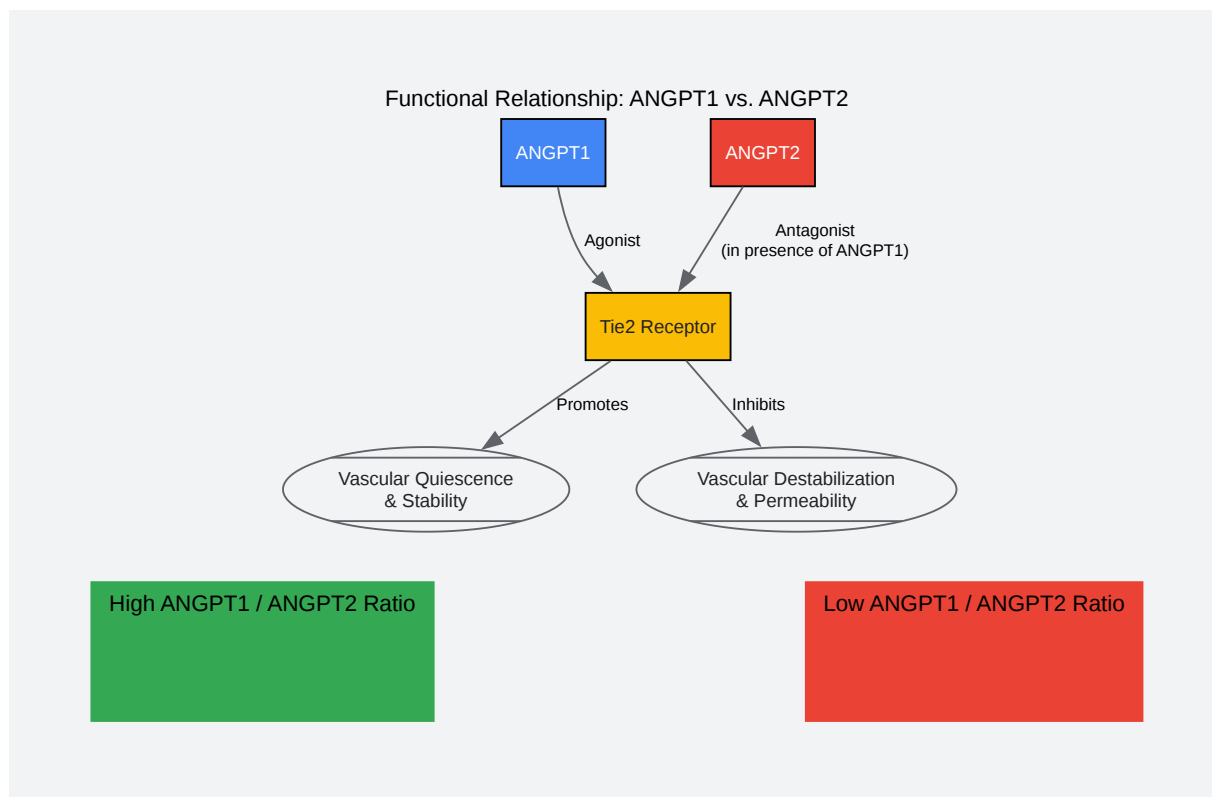 Functional Relationship: ANGPT1 vs. ANGPT2
ANGPT1
ANGPT2
Agonist
Antagonist
(in presence of ANGPT1)
Tie2 Receptor
Promotes
Inhibits
Vascular Quiescence
& Stability
Vascular Destabilization
& Permeability
High ANGPT1 / ANGPT2 Ratio
Low ANGPT1 / ANGPT2 Ratio